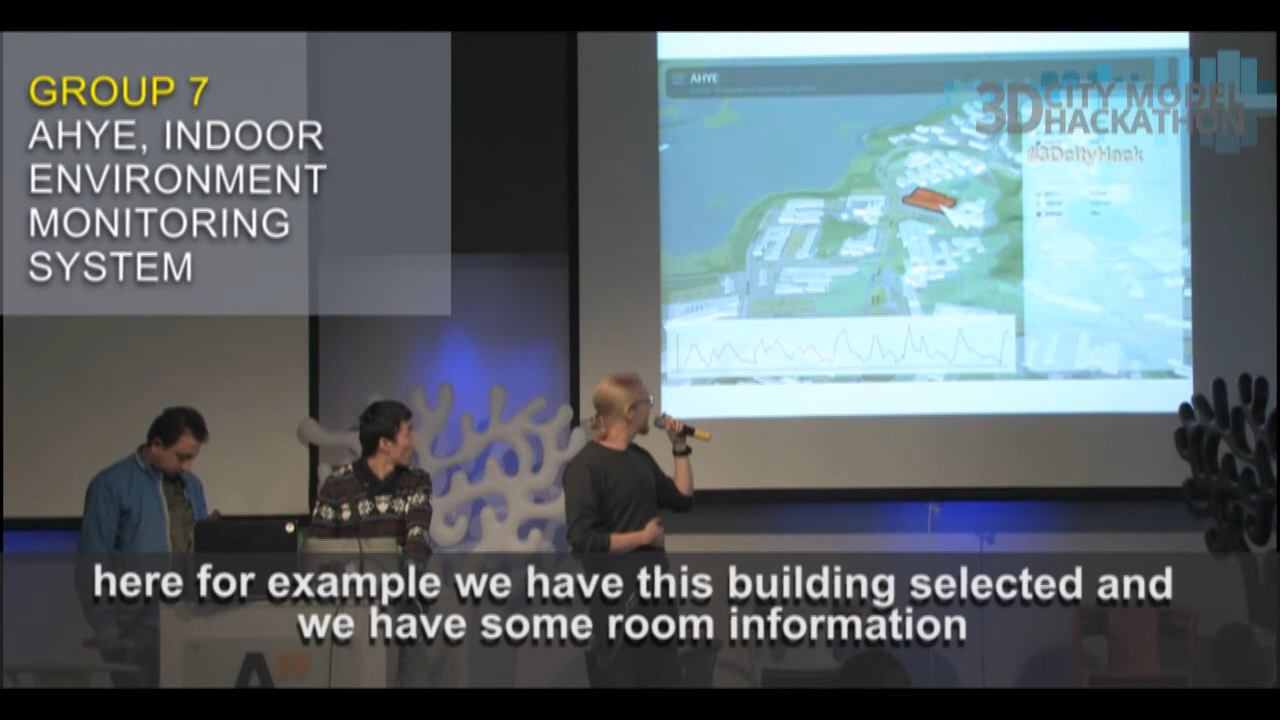 GROUP 7
AHYE, INDOOR
ENVIRONMENT
MONITORING
SYSTEM
AHYE
3D CITY MODEL
HACKATHON
#3DcityHack
here for example we have this building selected and
we have some room information
A"